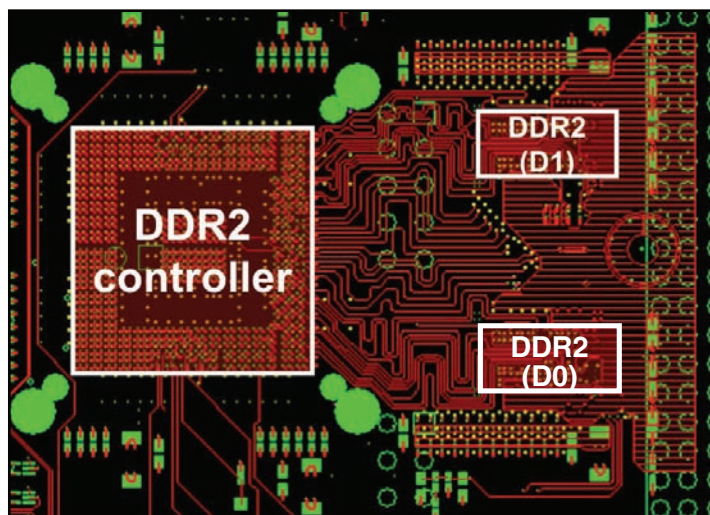 DDR2
controller
DDR2
(D1)
DDR2
(D0)